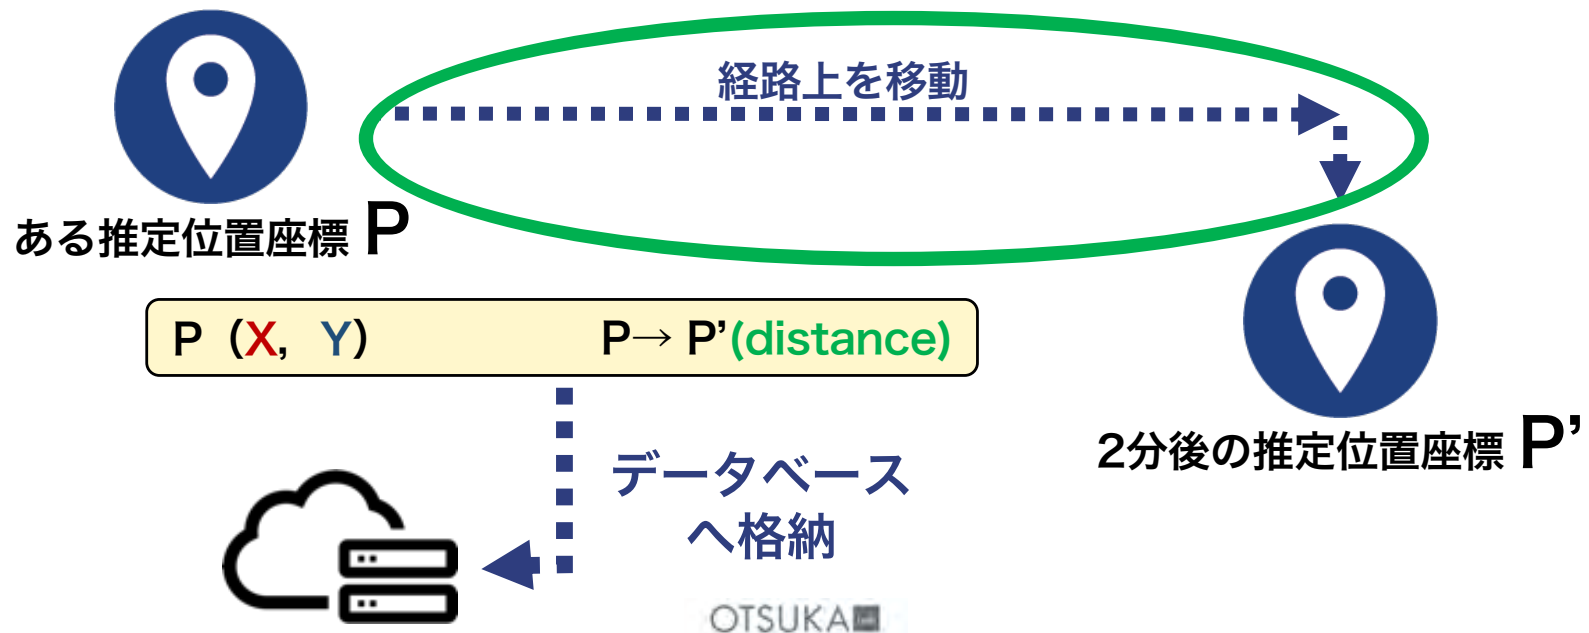 経路上を移動
ある推定位置座標 P
P (X, Y) P→ P’(distance)
2分後の推定位置座標 P’
データベース
へ格納
OTSUKA